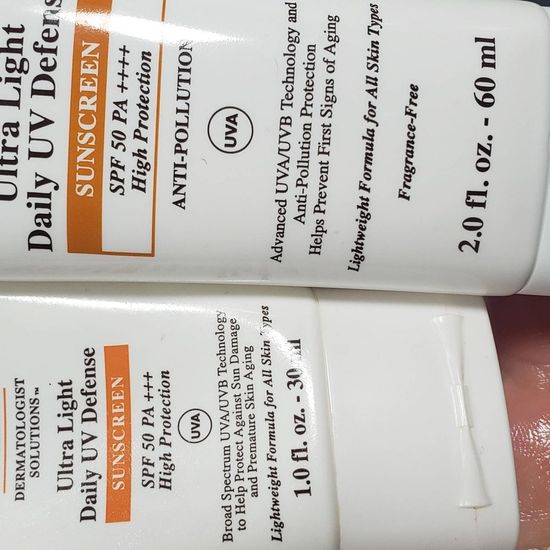 Ultra Light
Daily UV Defense
SUNSCREEN
SPF 50 PA ++++
High Protection
ANTI-POLLUTION
UVA
Advanced UVA/UVB Technology and
Anti-Pollution Protection
Helps Prevent First Signs of Aging
Lightweight Formula for All Skin Types
Fragrance-Free
2.0 fl. oz. - 60 ml
DERMATOLOGIST
SOLUTIONS™
Ultra Light
Daily UV Defense
SUNSCREEN
SPF 50 PA +++
High Protection
UVA
Broad Spectrum UVA/UVB Technology
to Help Protect Against Sun Damage
and Premature Skin Aging
Lightweight Formula for All Skin Types
1.0 fl. oz. - 30 ml